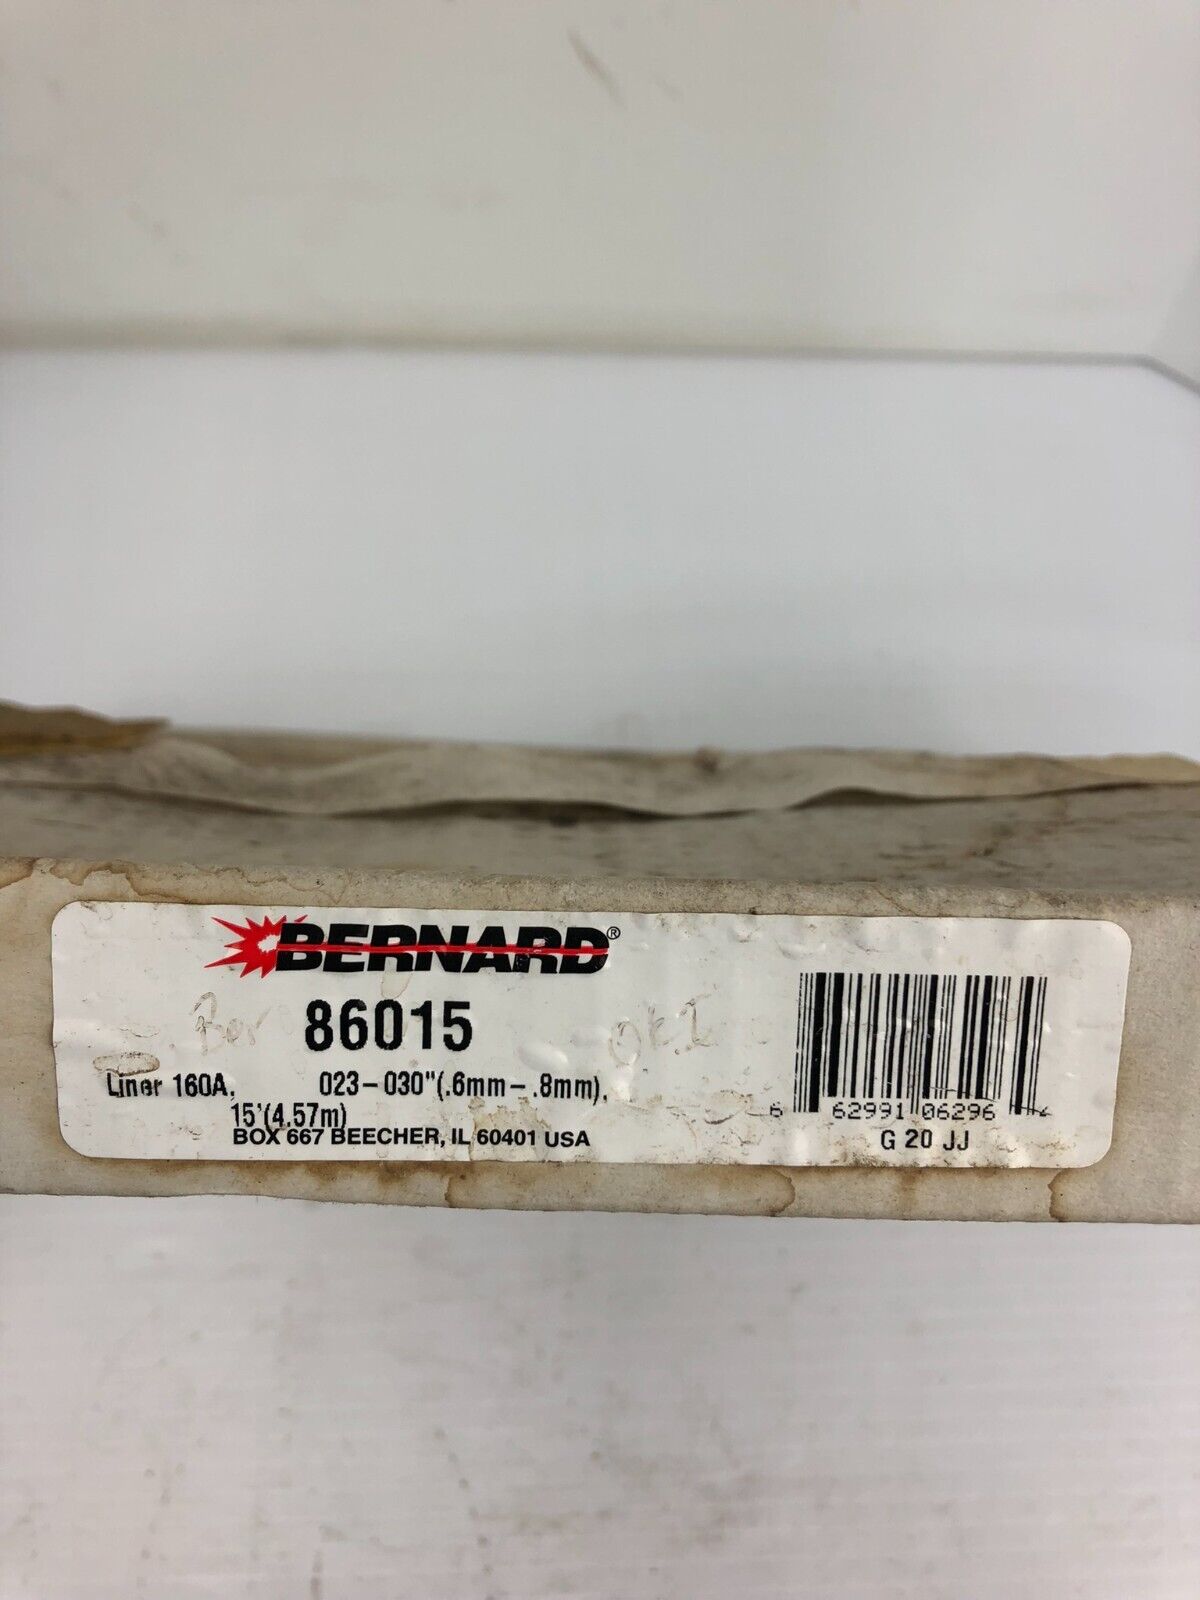 BERNARD®
86015
Liner 160A, 023-030"(.6mm-.8mm),
15'(4.57m)
BOX 667 BEECHER, IL 60401 USA
6 62991 06296
G 20 JJ